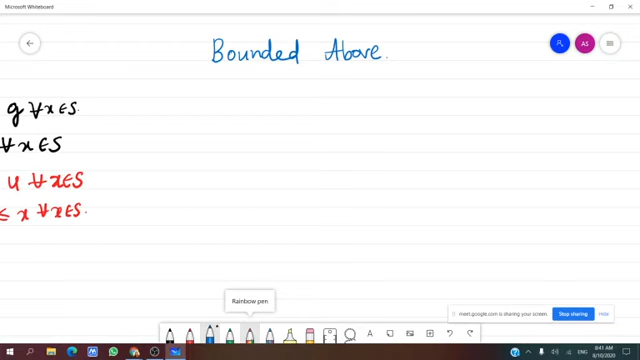 Microsoft Whiteboard
Bounded Above.
AS
g ∀x∈S.
∀x∈S
u ∀x∈S
≤ x ∀x∈S.
Rainbow pen
meet.google.com is sharing your screen.
Stop sharing
Hide
A
8:41 AM
ENG
8/10/2020